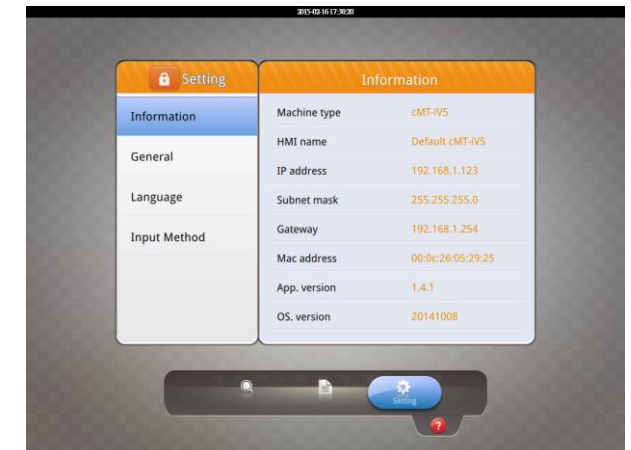 2015-02-16 17:38:20
Setting
Information
Information
General
Language
Input Method
Machine type cMT-iV5
HMI name Default cMT-iV5
IP address 192.168.1.123
Subnet mask 255.255.255.0
Gateway 192.168.1.254
Mac address 00:0c:26:05:29:25
App. version 1.4.1
OS. version 20141008
Setting
?